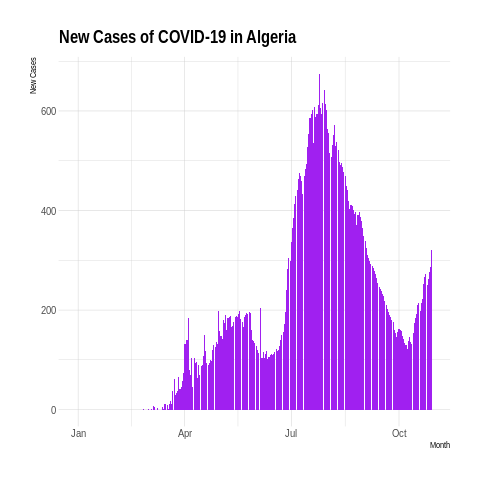 New Cases of COVID-19 in Algeria
New Cases
600
400
200
0
Jan Apr Jul Oct
Month